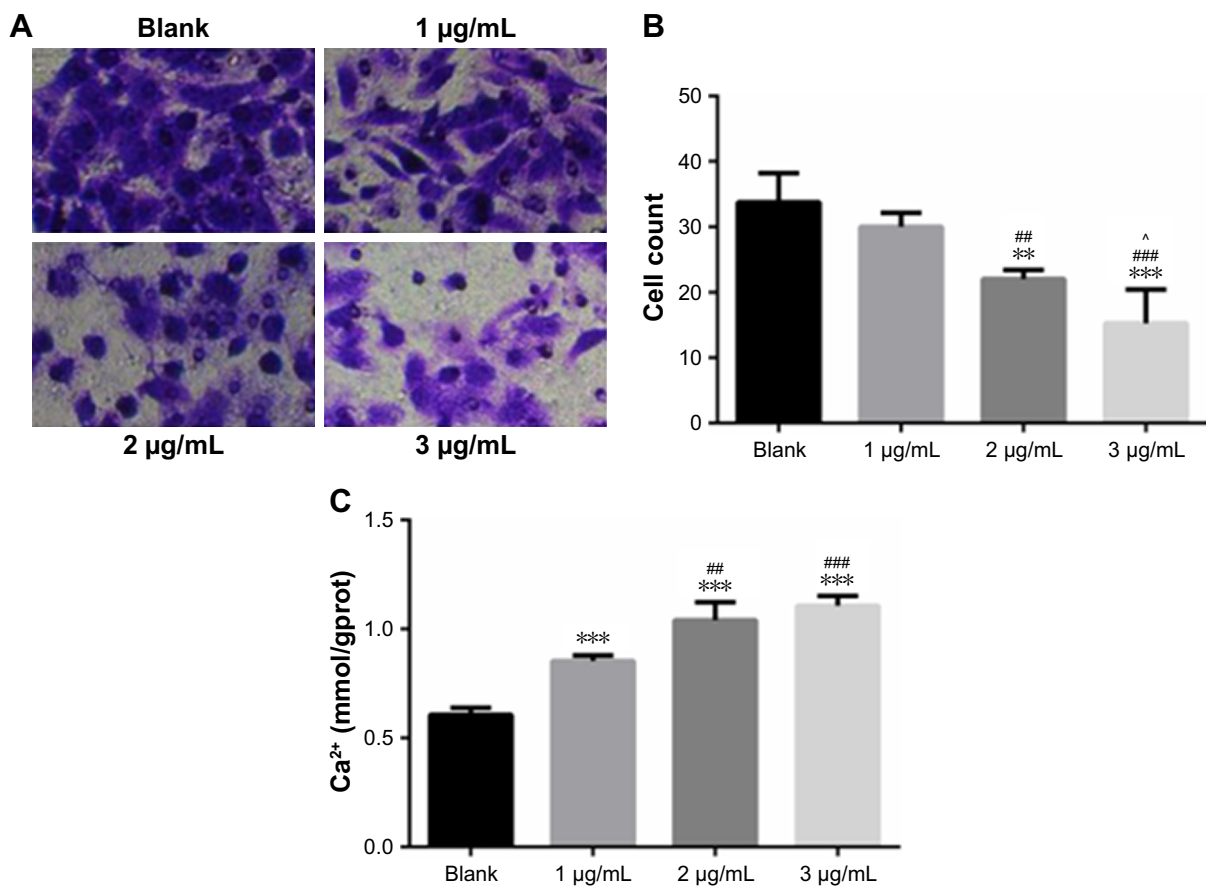 A
Blank
1 µg/mL
2 µg/mL
3 µg/mL
B
Cell count
50
40
30
20
10
0
##
**
^
###
***
Blank
1 µg/mL
2 µg/mL
3 µg/mL
C
Ca²⁺ (mmol/gprot)
1.5
1.0
0.5
0.0
***
##
***
###
***
Blank
1 µg/mL
2 µg/mL
3 µg/mL